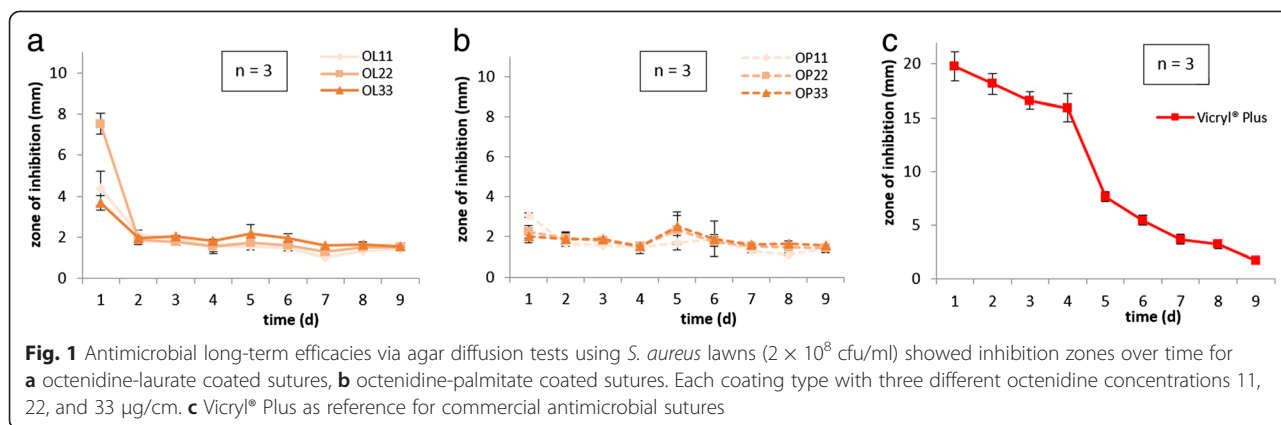 a
n = 3
OL11
OL22
OL33
zone of inhibition (mm)
10
8
6
4
2
0
1 2 3 4 5 6 7 8 9
time (d)
b
n = 3
OP11
OP22
OP33
zone of inhibition (mm)
10
8
6
4
2
0
1 2 3 4 5 6 7 8 9
time (d)
c
n = 3
Vicryl® Plus
zone of inhibition (mm)
20
15
10
5
0
1 2 3 4 5 6 7 8 9
time (d)
Fig. 1 Antimicrobial long-term efficacies via agar diffusion tests using S. aureus lawns (2 × 10⁸ cfu/ml) showed inhibition zones over time for
a octenidine-laurate coated sutures, b octenidine-palmitate coated sutures. Each coating type with three different octenidine concentrations 11,
22, and 33 μg/cm. c Vicryl® Plus as reference for commercial antimicrobial sutures